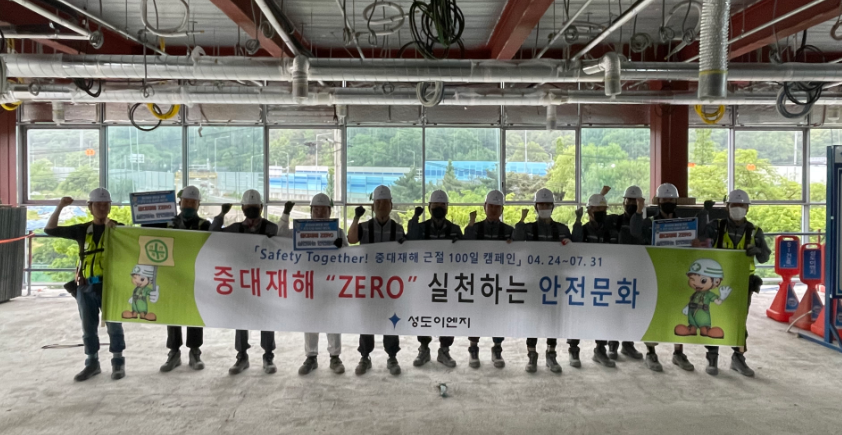 「Safety Together! 중대재해 근절 100일 캠페인」 04. 24~07. 31
중대재해 “ZERO” 실천하는 안전문화
성도이엔지